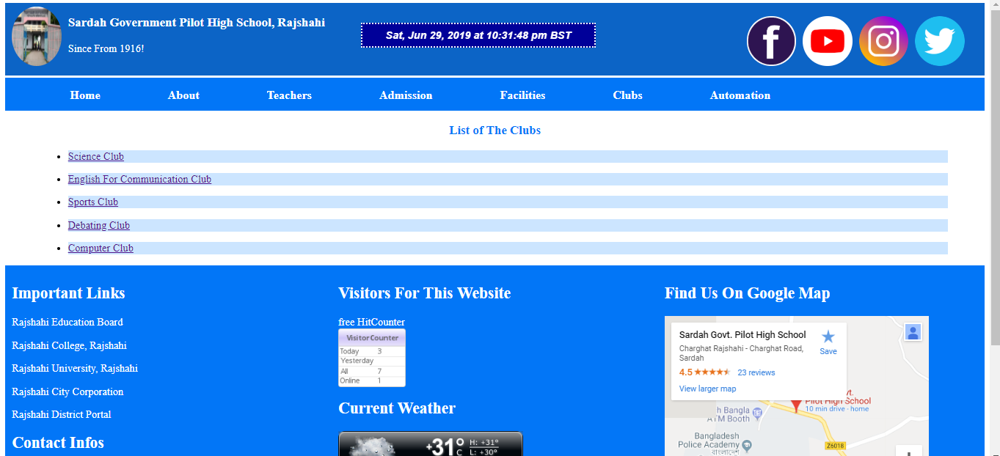 Sardah Government Pilot High School, Rajshahi
Since From 1916!
Sat, Jun 29, 2019 at 10:31:48 pm BST
Home About Teachers Admission Facilities Clubs Automation
List of The Clubs
Science Club
English For Communication Club
Sports Club
Debating Club
Computer Club
Important Links
Rajshahi Education Board
Rajshahi College, Rajshahi
Rajshahi University, Rajshahi
Rajshahi City Corporation
Rajshahi District Portal
Contact Infos
Visitors For This Website
free HitCounter
VisitorCounter
Today 3
Yesterday
All 7
Online 1
Current Weather
+31° C H: +31° L: +30°
Find Us On Google Map
Sardah Govt. Pilot High School
Charghat Rajshahi - Charghat Road,
Sardah
Save
4.5 23 reviews
View larger map
vt.
Pilot High School
10 min drive - home
h Bangla
ATM Booth
Bangladesh
Police Academy
বাংলাদেশ
Z6018